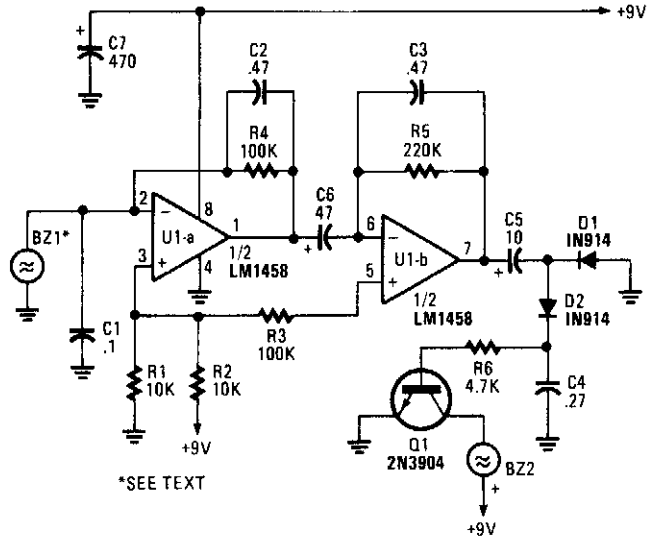 +9V
C7
470
+
C2
.47
R4
100K
C3
.47
R5
220K
2
−
8
U1-a
1
3
+
4
1/2
LM1458
BZ1*
C1
.1
C6
47
+
6
−
U1-b
7
5
+
1/2
LM1458
C5
10
+
D1
IN914
D2
IN914
R3
100K
R1
10K
R2
10K
+9V
R6
4.7K
C4
.27
Q1
2N3904
BZ2
+
+9V
*SEE TEXT